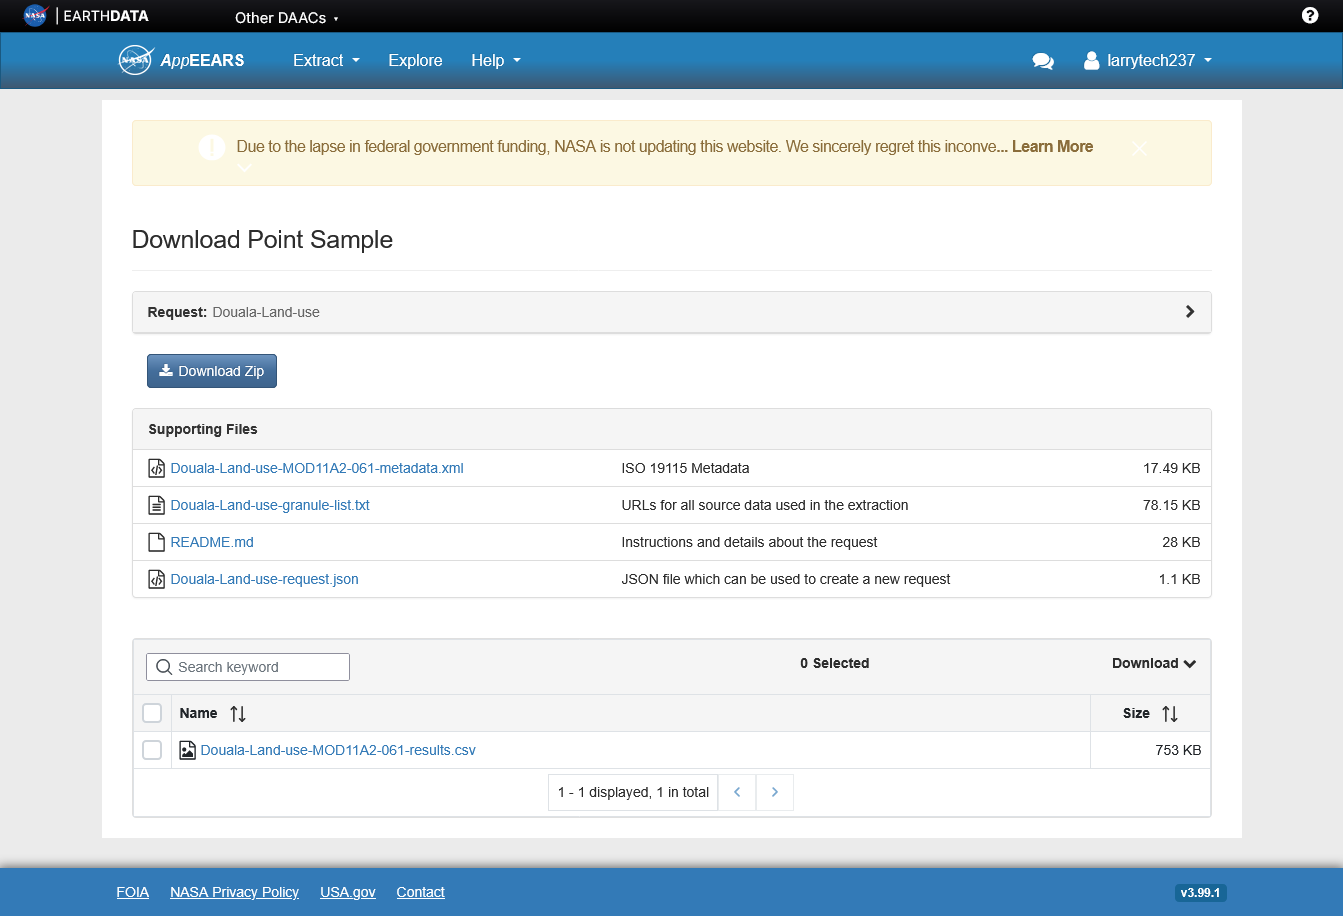 NASA EARTHDATA Other DAACs
NASA AppEEARS Extract Explore Help larrytech237
Due to the lapse in federal government funding, NASA is not updating this website. We sincerely regret this inconve... Learn More
Download Point Sample
Request: Douala-Land-use
Download Zip
Supporting Files
Douala-Land-use-MOD11A2-061-metadata.xml ISO 19115 Metadata 17.49 KB
Douala-Land-use-granule-list.txt URLs for all source data used in the extraction 78.15 KB
README.md Instructions and details about the request 28 KB
Douala-Land-use-request.json JSON file which can be used to create a new request 1.1 KB
Search keyword 0 Selected Download
Name Size
Douala-Land-use-MOD11A2-061-results.csv 753 KB
1 - 1 displayed, 1 in total
FOIA NASA Privacy Policy USA.gov Contact v3.99.1